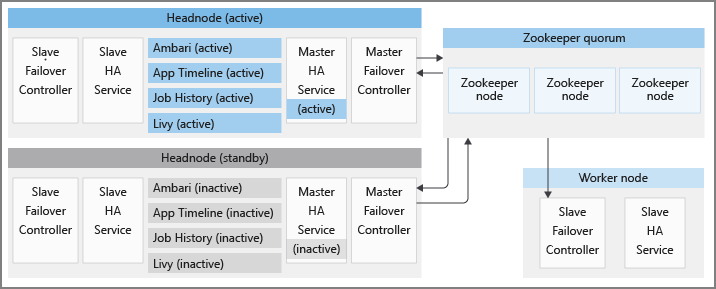 Headnode (active)
Slave
Failover
Controller
Slave
HA
Service
Ambari (active)
App Timeline (active)
Job History (active)
Livy (active)
Master
HA
Service
(active)
Master
Failover
Controller
Zookeeper quorum
Zookeeper
node
Zookeeper
node
Zookeeper
node
Headnode (standby)
Slave
Failover
Controller
Slave
HA
Service
Ambari (inactive)
App Timeline (inactive)
Job History (inactive)
Livy (inactive)
Master
HA
Service
(inactive)
Master
Failover
Controller
Worker node
Slave
Failover
Controller
Slave
HA
Service